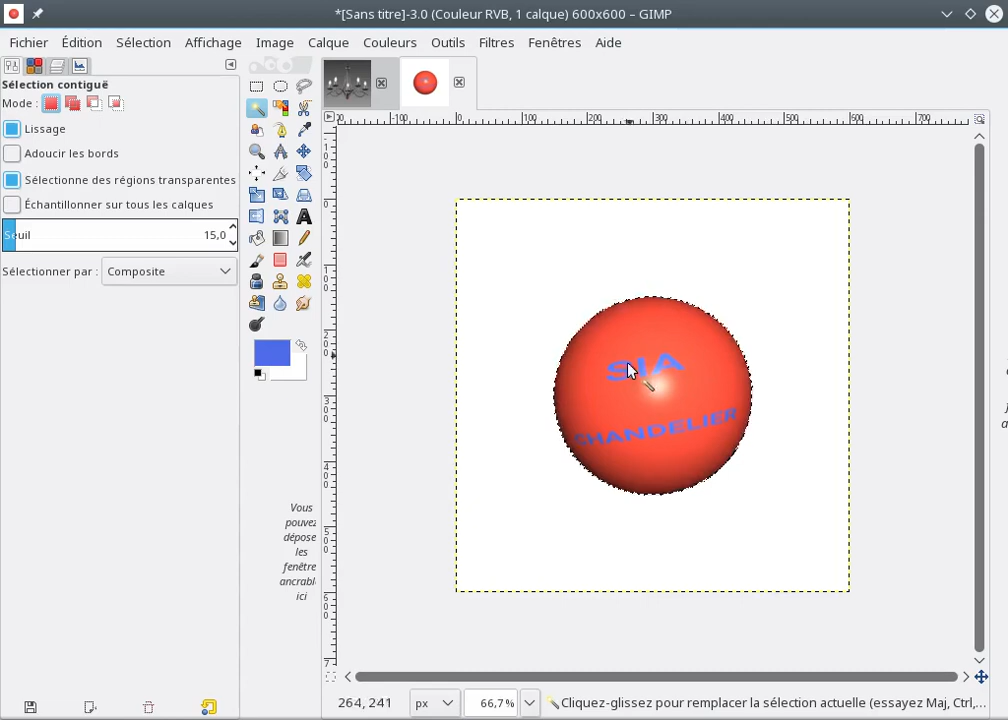 *[Sans titre]-3.0 (Couleur RVB, 1 calque) 600x600 – GIMP
Fichier Édition Sélection Affichage Image Calque Couleurs Outils Filtres Fenêtres Aide
Sélection contiguë
Mode :
Lissage
Adoucir les bords
Sélectionne des régions transparentes
Échantillonner sur tous les calques
Seuil 15,0
Sélectionner par : Composite
Vous
pouvez
dépose
les
fenêtre
ancrabl
ici
SIA
CHANDELIER
264, 241 px 66,7% Cliquez-glissez pour remplacer la sélection actuelle (essayez Maj, Ctrl,...